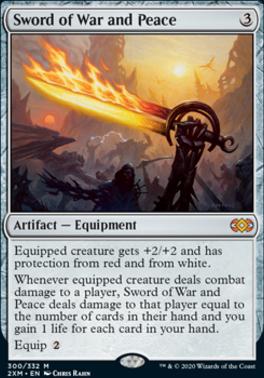 Sword of War and Peace 3
Artifact — Equipment
Equipped creature gets +2/+2 and has
protection from red and from white.
Whenever equipped creature deals combat
damage to a player, Sword of War and
Peace deals damage to that player equal to
the number of cards in their hand and you
gain 1 life for each card in your hand.
Equip 2
300/332 M
2XM • EN Chris Rahn
™ & © 2020 Wizards of the Coast